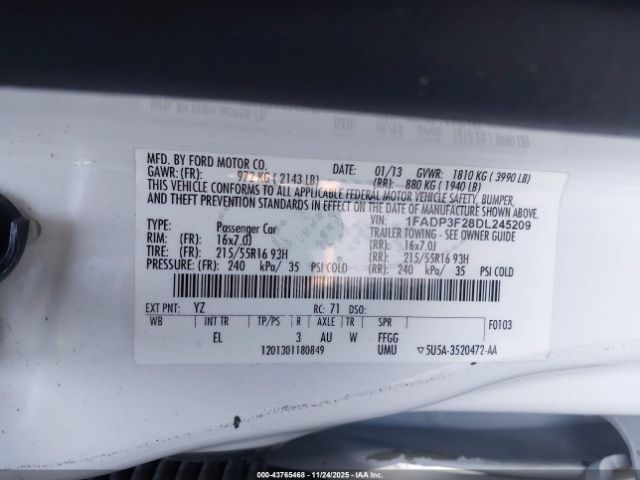 MFD. BY FORD MOTOR CO.
DATE: 01/13 GVWR: 1810 KG ( 3990 LB)
GAWR: (FR): 972 KG ( 2143 LB) (RR): 880 KG ( 1940 LB)
THIS VEHICLE CONFORMS TO ALL APPLICABLE FEDERAL MOTOR VEHICLE SAFETY, BUMPER,
AND THEFT PREVENTION STANDARDS IN EFFECT ON THE DATE OF MANUFACTURE SHOWN ABOVE.
VIN: 1FADP3F28DL245209
TYPE: Passenger Car TRAILER TOWING - SEE OWNER GUIDE
RIM: (FR): 16x7.0J (RR): 16x7.0J
TIRE: (FR): 215/55R16 93H (RR): 215/55R16 93H
PRESSURE: (FR): 240 kPa/ 35 PSI COLD (RR): 240 kPa/ 35 PSI COLD
EXT PNT: YZ RC: 71 DSO:
WB INT TR TP/PS R AXLE TR SPR F0103
EL 3 AU W FFGG
1201301180849 UMU ▽5U5A-3520472-AA
© 000-43765468 - 11/24/2025 - IAAI.COM